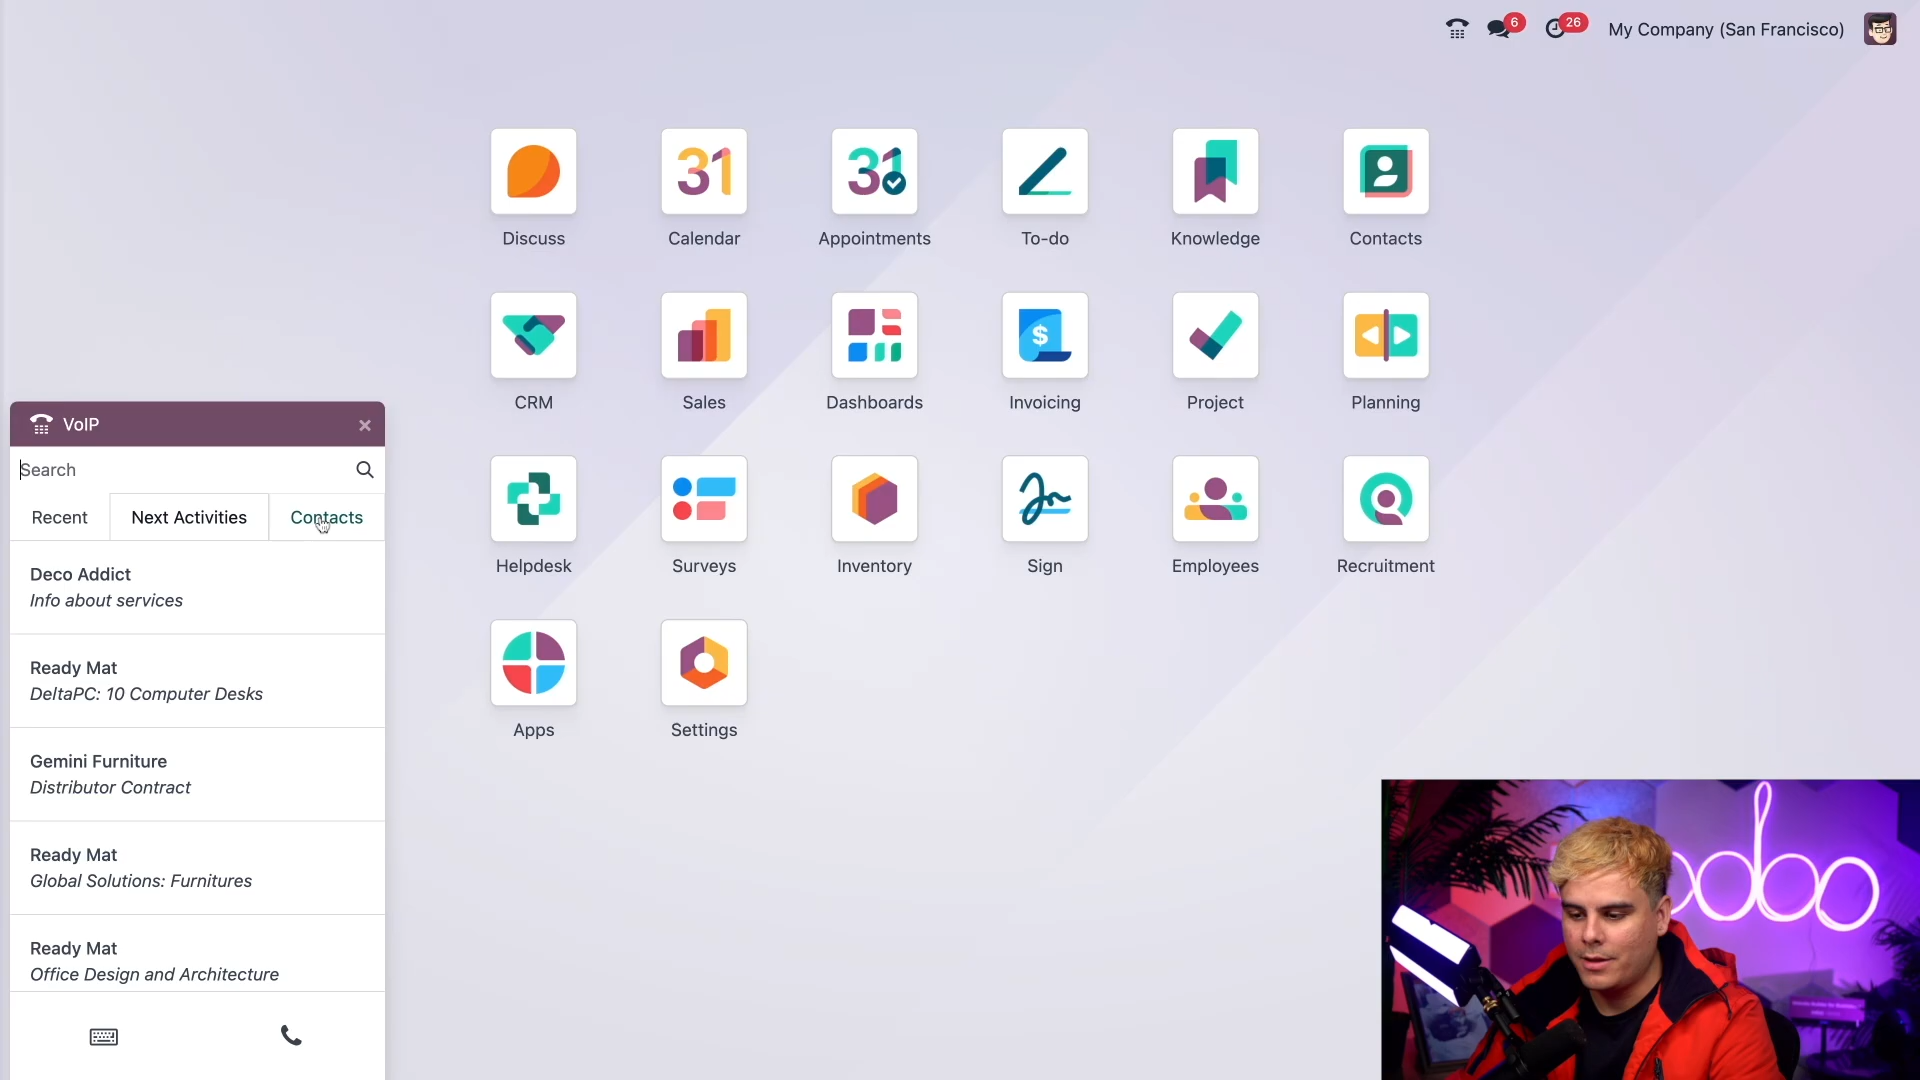 6
26
My Company (San Francisco)
31
31
Discuss
Calendar
Appointments
To-do
Knowledge
Contacts
$
CRM
Sales
Dashboards
Invoicing
Project
Planning
Helpdesk
Surveys
Inventory
Sign
Employees
Recruitment
Apps
Settings
VoIP
Search
Recent
Next Activities
Contacts
Deco Addict
Info about services
Ready Mat
DeltaPC: 10 Computer Desks
Gemini Furniture
Distributor Contract
Ready Mat
Global Solutions: Furnitures
Ready Mat
Office Design and Architecture
odoo